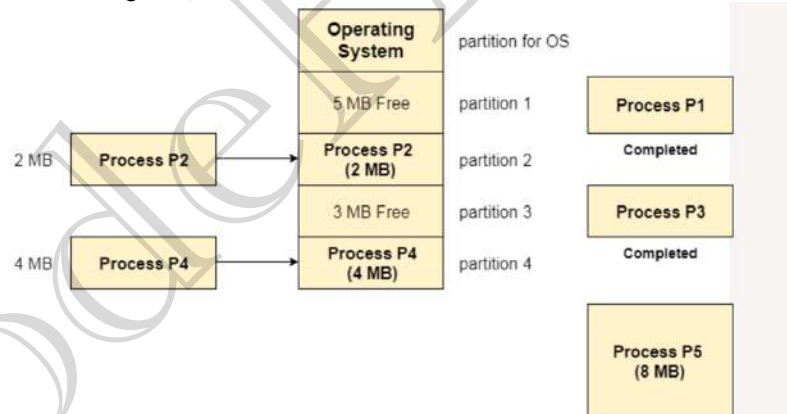 Operating
System
partition for OS
5 MB Free
partition 1
Process P1
Completed
2 MB
Process P2
Process P2
(2 MB)
partition 2
3 MB Free
partition 3
Process P3
Completed
4 MB
Process P4
Process P4
(4 MB)
partition 4
Process P5
(8 MB)